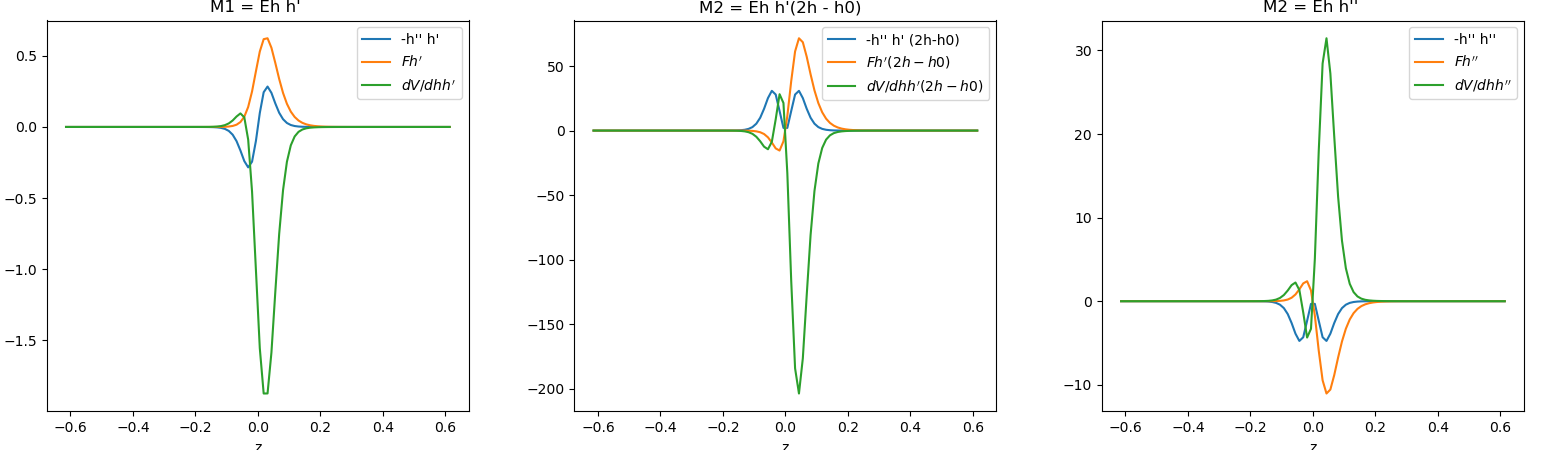 M1 = Eh h'
-h'' h'
Fh′
dV/dhh′
0.5
0.0
−0.5
−1.0
−1.5
−0.6 −0.4 −0.2 0.0 0.2 0.4 0.6
z
M2 = Eh h'(2h - h0)
-h'' h' (2h-h0)
Fh′(2h − h0)
dV/dhh′(2h − h0)
50
0
−50
−100
−150
−200
−0.6 −0.4 −0.2 0.0 0.2 0.4 0.6
z
M2 = Eh h''
-h'' h''
Fh′′
dV/dhh′′
30
20
10
0
−10
−0.6 −0.4 −0.2 0.0 0.2 0.4 0.6
z